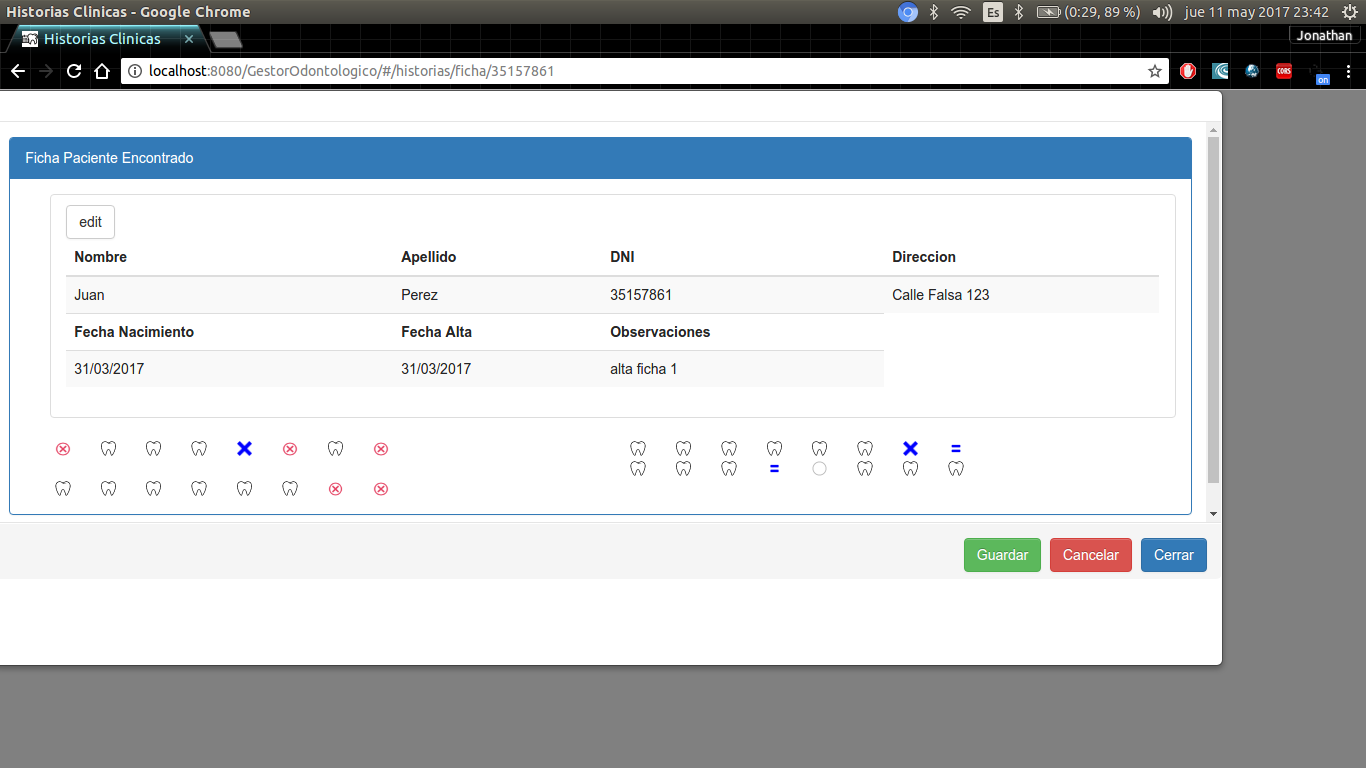 Historias Clinicas - Google Chrome
Es
(0:29, 89 %)
jue 11 may 2017 23:42
Historias Clinicas
Jonathan
localhost:8080/GestorOdontologico/#/historias/ficha/35157861
CORS
on
Ficha Paciente Encontrado
edit
Nombre Apellido DNI Direccion
Juan Perez 35157861 Calle Falsa 123
Fecha Nacimiento Fecha Alta Observaciones
31/03/2017 31/03/2017 alta ficha 1
Guardar Cancelar Cerrar